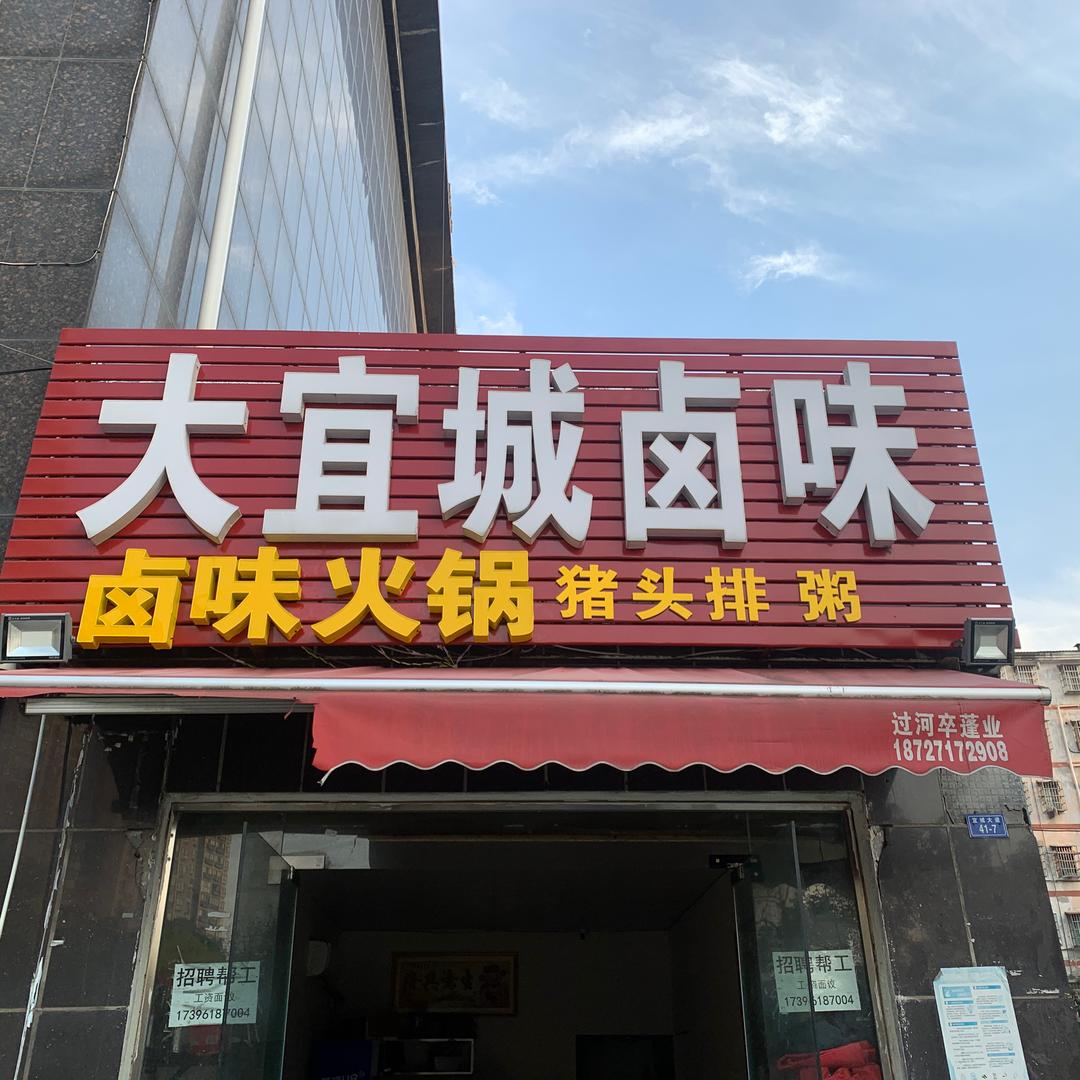 大宜城卤味
卤味火锅 猪头排 粥
过河卒蓬业
18727172908
宜城大道
41-7
招聘帮工
工资面议
17396187004
招聘帮工
工资面议
17396187004